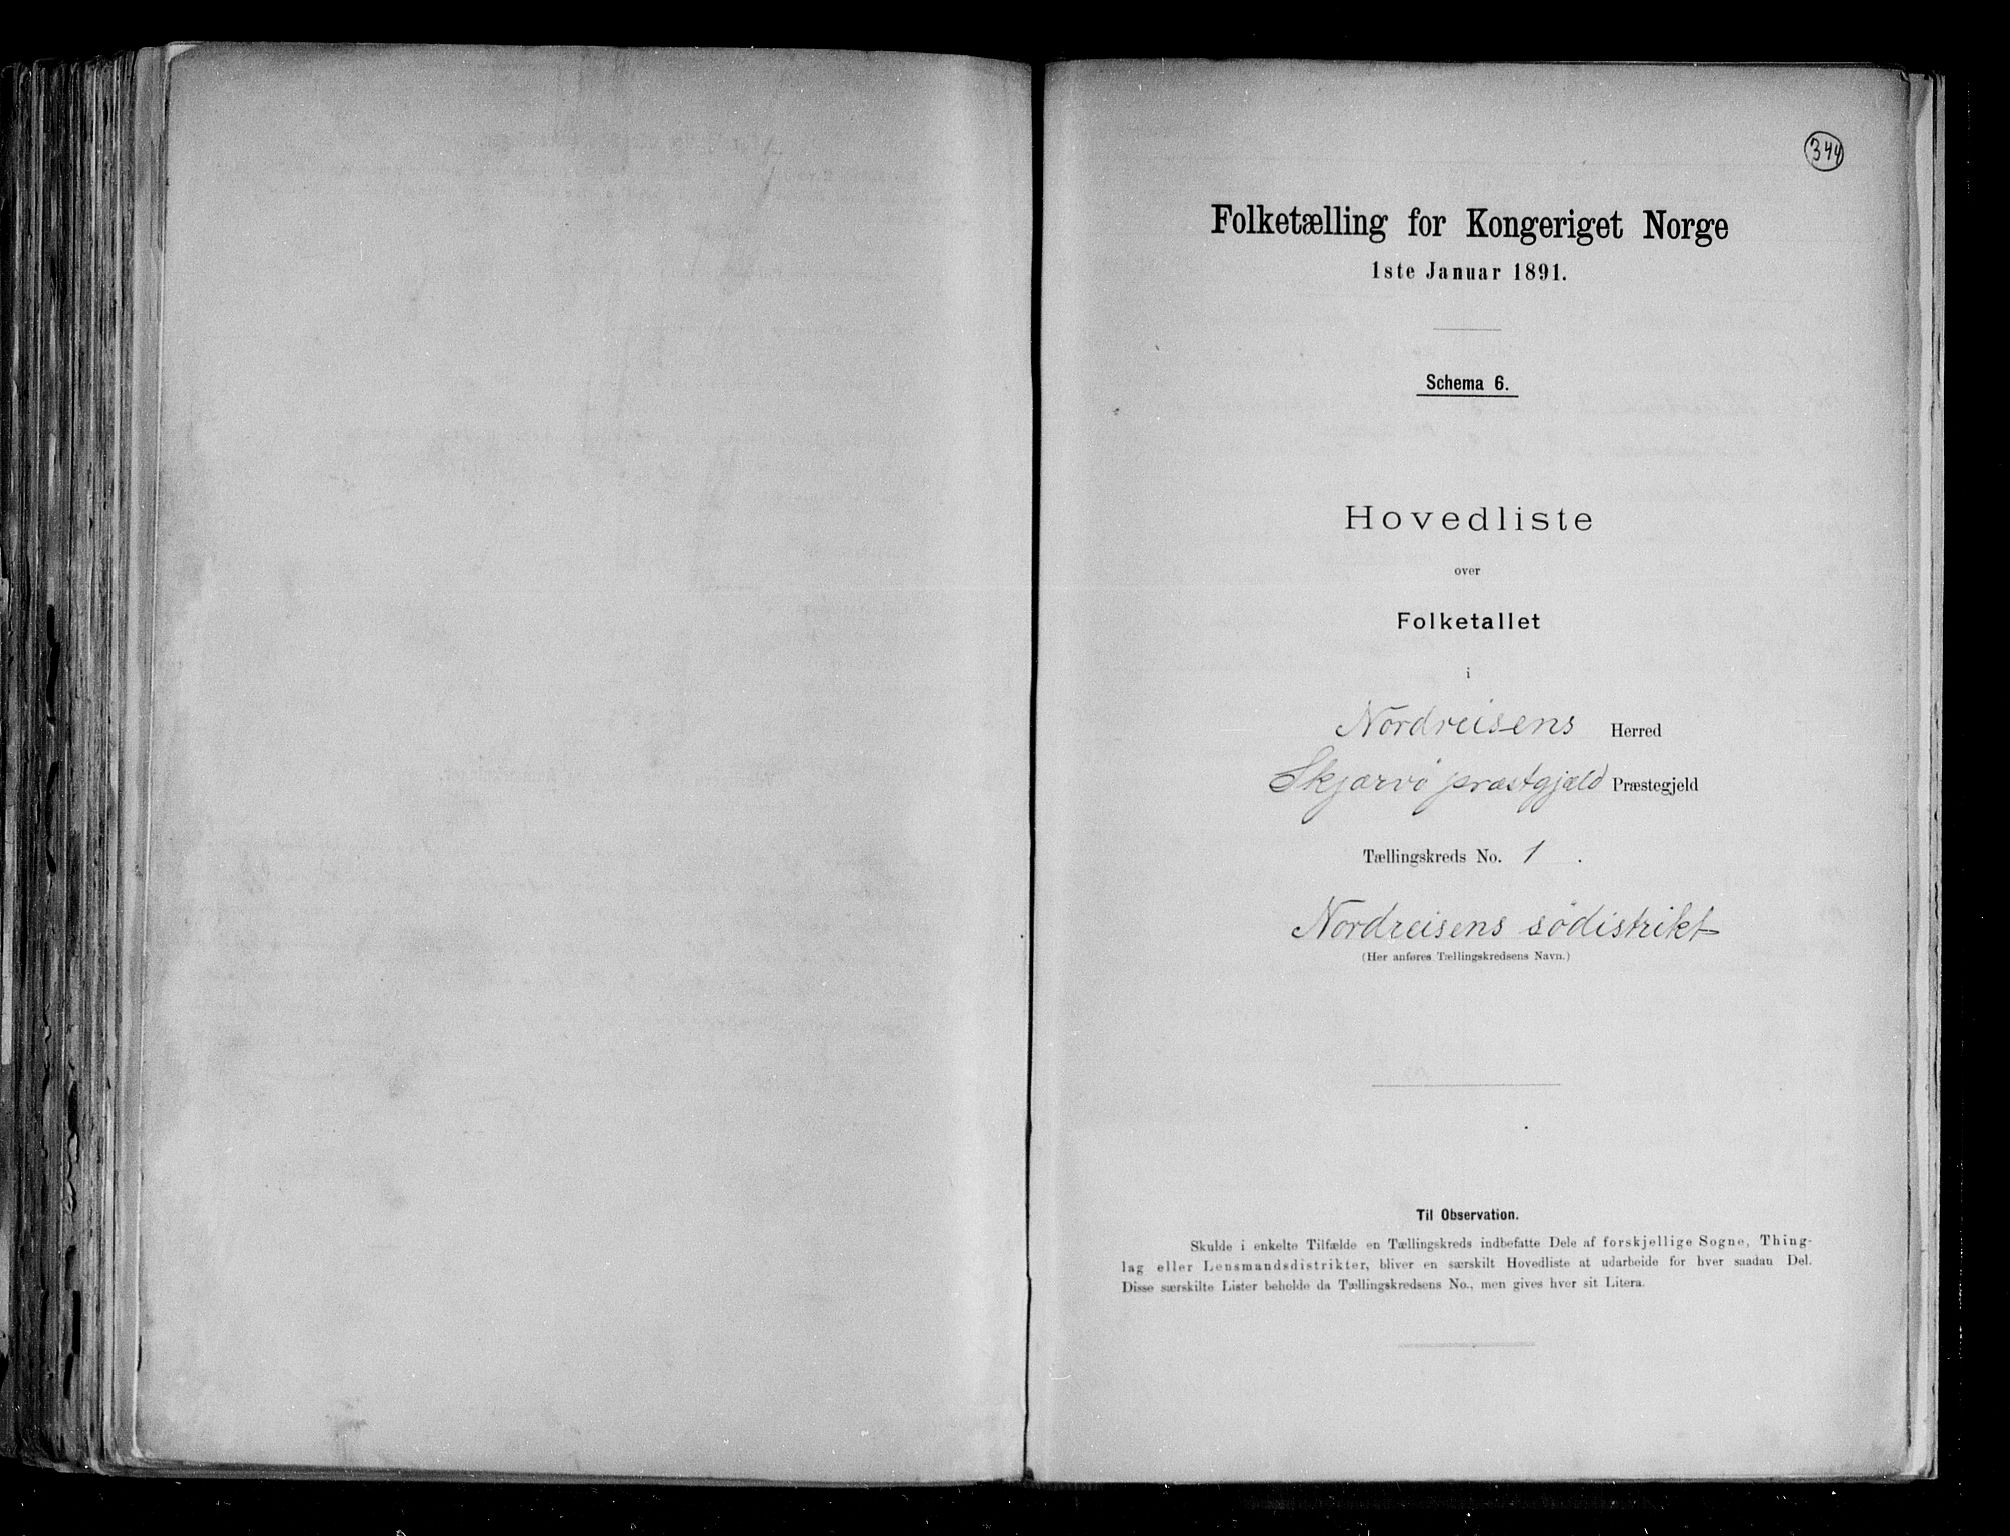 344
Folketælling for Kongeriget Norge
1ste Januar 1891.
Schema 6.
Hovedliste
over
Folketallet
i
Nordreisens Herred
Skjærvø præstgjæld Præstegjeld
Tællingskreds No. 1 .
Nordreisens södistrikt
(Her anføres Tællingskredsens Navn.)
Til Observation.
Skulde i enkelte Tilfælde en Tællingskreds indbefatte Dele af forskjellige Sogne, Thing-
lag eller Lensmandsdistrikter, bliver en særskilt Hovedliste at udarbeide for hver saadan Del.
Disse særskilte Lister beholde da Tællingskredsens No., men gives hver sit Litera.